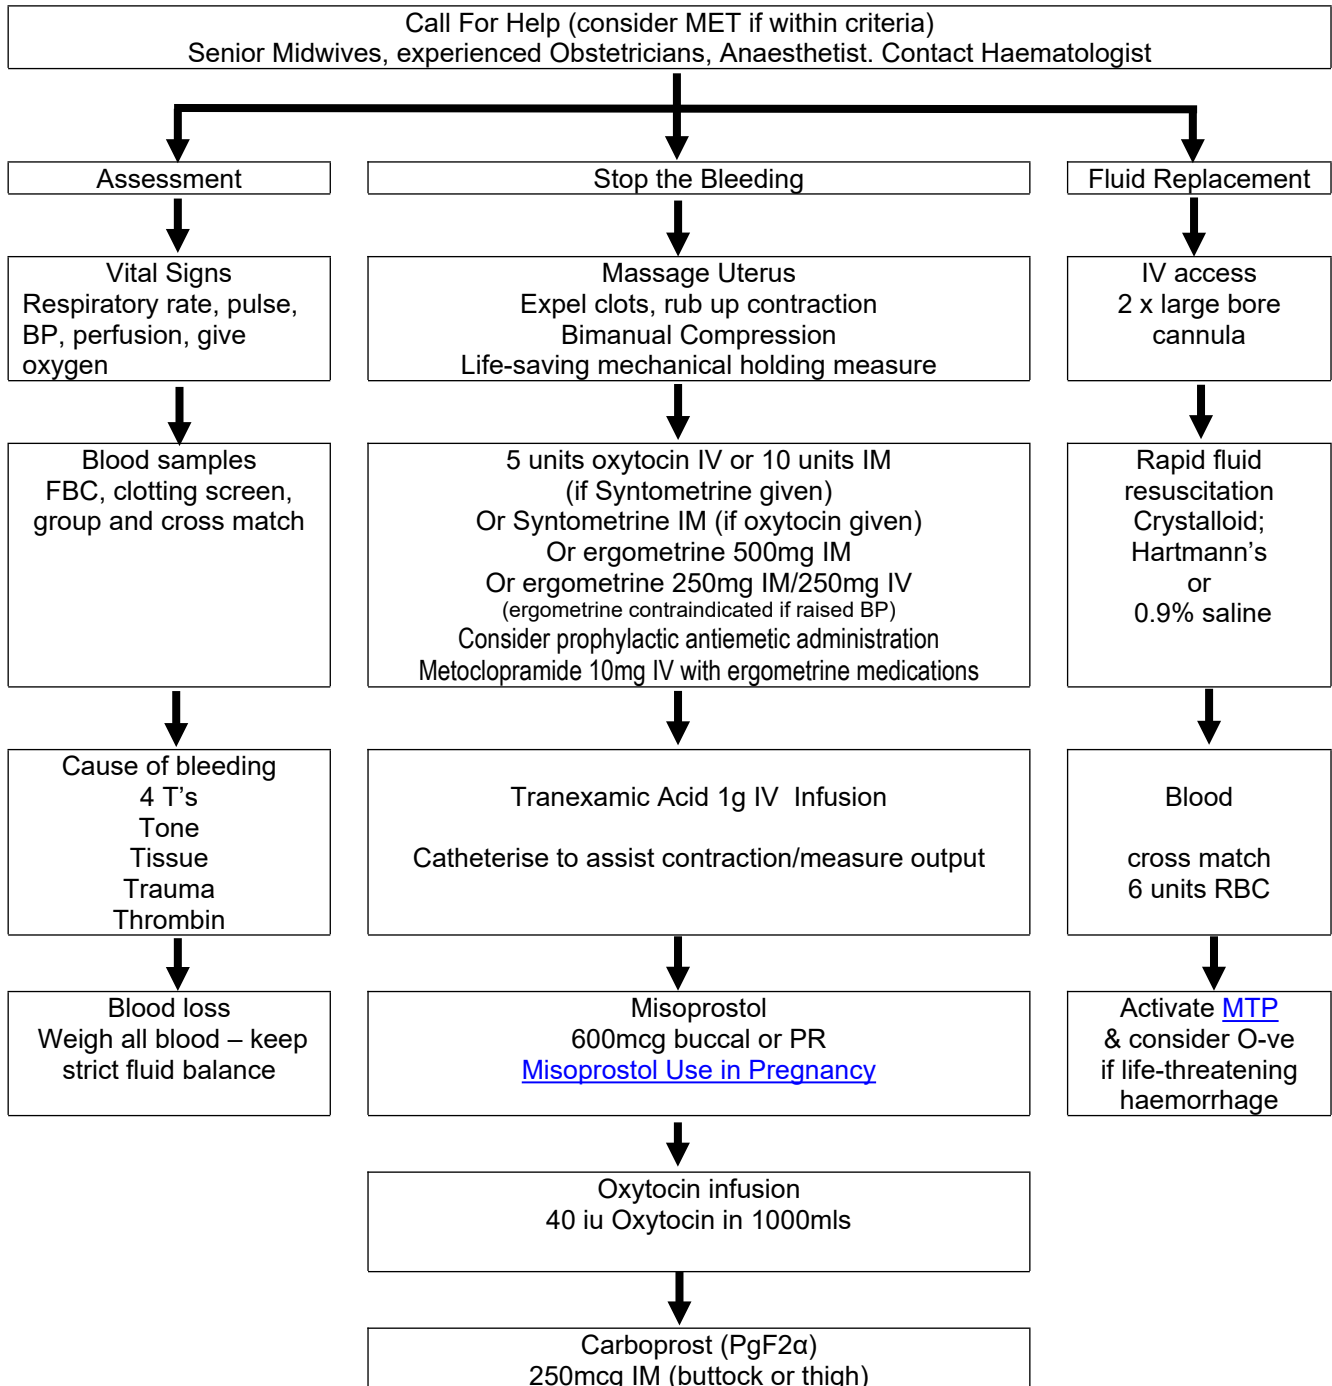 Call For Help (consider MET if within criteria)
Senior Midwives, experienced Obstetricians, Anaesthetist. Contact Haematologist
Assessment
Stop the Bleeding
Fluid Replacement
Vital Signs
Respiratory rate, pulse,
BP, perfusion, give
oxygen
Massage Uterus
Expel clots, rub up contraction
Bimanual Compression
Life-saving mechanical holding measure
IV access
2 x large bore
cannula
Blood samples
FBC, clotting screen,
group and cross match
5 units oxytocin IV or 10 units IM
(if Syntometrine given)
Or Syntometrine IM (if oxytocin given)
Or ergometrine 500mg IM
Or ergometrine 250mg IM/250mg IV
(ergometrine contraindicated if raised BP)
Consider prophylactic antiemetic administration
Metoclopramide 10mg IV with ergometrine medications
Rapid fluid
resuscitation
Crystalloid;
Hartmann’s
or
0.9% saline
Cause of bleeding
4 T’s
Tone
Tissue
Trauma
Thrombin
Tranexamic Acid 1g IV  Infusion
Catheterise to assist contraction/measure output
Blood
cross match
6 units RBC
Blood loss
Weigh all blood – keep
strict fluid balance
Misoprostol
600mcg buccal or PR
Misoprostol Use in Pregnancy
Activate MTP
& consider O-ve
if life-threatening
haemorrhage
Oxytocin infusion
40 iu Oxytocin in 1000mls
Carboprost (PgF2α)
250mcg IM (buttock or thigh)